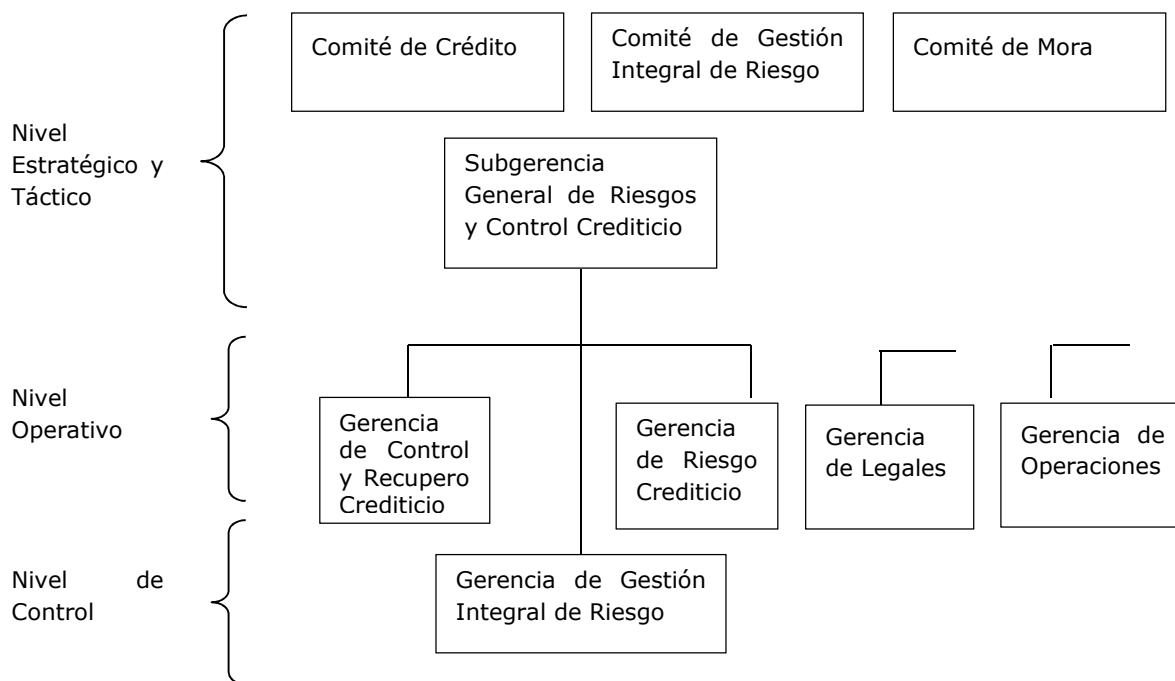 Comité de Crédito
Comité de Gestión
Integral de Riesgo
Comité de Mora
Nivel
Estratégico y
Táctico
Subgerencia
General de Riesgos
y Control Crediticio
Nivel
Operativo
Gerencia
de Control
y Recupero
Crediticio
Gerencia
de Riesgo
Crediticio
Gerencia
de Legales
Gerencia de
Operaciones
Nivel de
Control
Gerencia de Gestión
Integral de Riesgo